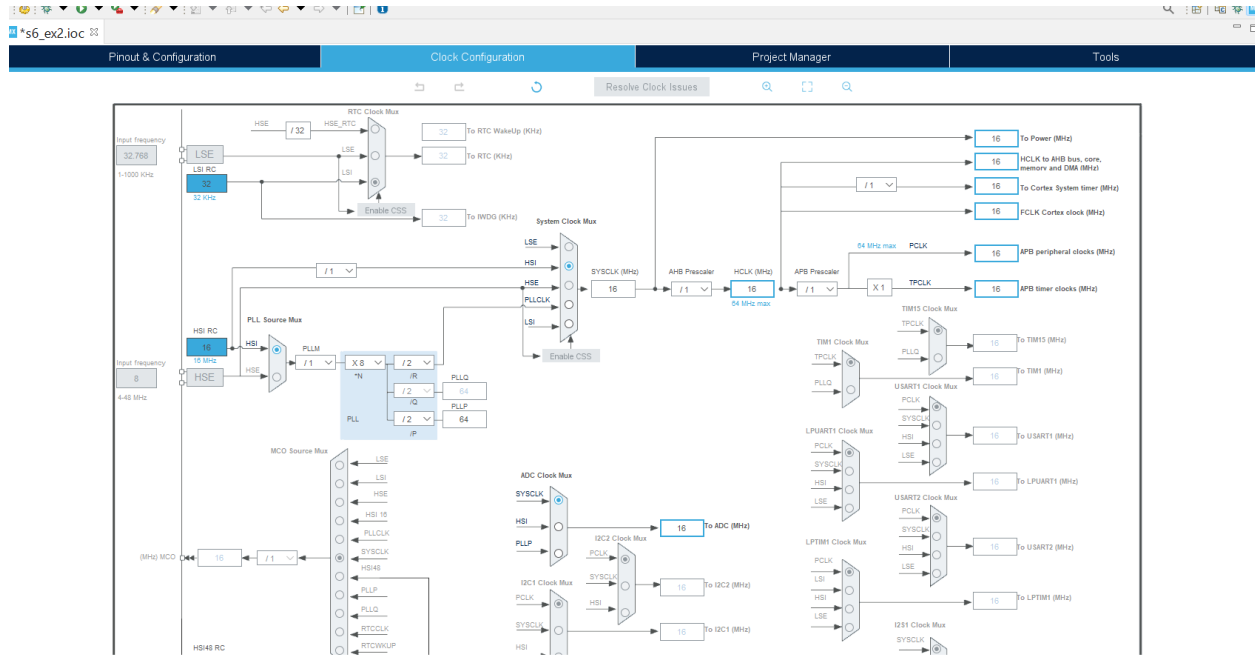 *s6_ex2.ioc
Pinout & Configuration
Clock Configuration
Project Manager
Tools
Resolve Clock Issues
RTC Clock Mux
HSE
/ 32
HSE_RTC
32
To RTC WakeUp (KHz)
Input frequency
32.768
1-1000 KHz
LSE
LSE
32
To RTC (KHz)
LSI RC
32
32 KHz
LSI
Enable CSS
32
To IWDG (KHz)
System Clock Mux
LSE
HSI
HSE
PLLCLK
LSI
Enable CSS
/ 1
SYSCLK (MHz)
16
AHB Prescaler
/ 1
HCLK (MHz)
16
64 MHz max
APB Prescaler
/ 1
16
To Power (MHz)
16
HCLK to AHB bus, core,
memory and DMA (MHz)
/ 1
16
To Cortex System timer (MHz)
16
FCLK Cortex clock (MHz)
64 MHz max
PCLK
16
APB peripheral clocks (MHz)
X 1
TPCLK
16
APB timer clocks (MHz)
HSI RC
16
16 MHz
Input frequency
8
4-48 MHz
HSE
PLL Source Mux
HSI
HSE
PLLM
/ 1
X 8
*N
/ 2
/R
/ 2
/Q
PLLQ
64
/ 2
/P
PLLP
64
PLL
TIM15 Clock Mux
TPCLK
PLLQ
16
To TIM15 (MHz)
TIM1 Clock Mux
TPCLK
PLLQ
16
To TIM1 (MHz)
USART1 Clock Mux
PCLK
SYSCLK
HSI
LSE
16
To USART1 (MHz)
LPUART1 Clock Mux
PCLK
SYSCLK
HSI
LSE
16
To LPUART1 (MHz)
USART2 Clock Mux
PCLK
SYSCLK
HSI
LSE
16
To USART2 (MHz)
LPTIM1 Clock Mux
PCLK
LSI
HSI
LSE
16
To LPTIM1 (MHz)
I2S1 Clock Mux
SYSCLK
MCO Source Mux
LSE
LSI
HSE
HSI 16
PLLCLK
SYSCLK
HSI48
PLLP
PLLQ
RTCCLK
RTCWKUP
(MHz) MCO
16
/ 1
HSI48 RC
ADC Clock Mux
SYSCLK
HSI
PLLP
16
To ADC (MHz)
I2C2 Clock Mux
PCLK
SYSCLK
HSI
16
To I2C2 (MHz)
I2C1 Clock Mux
PCLK
SYSCLK
HSI
16
To I2C1 (MHz)